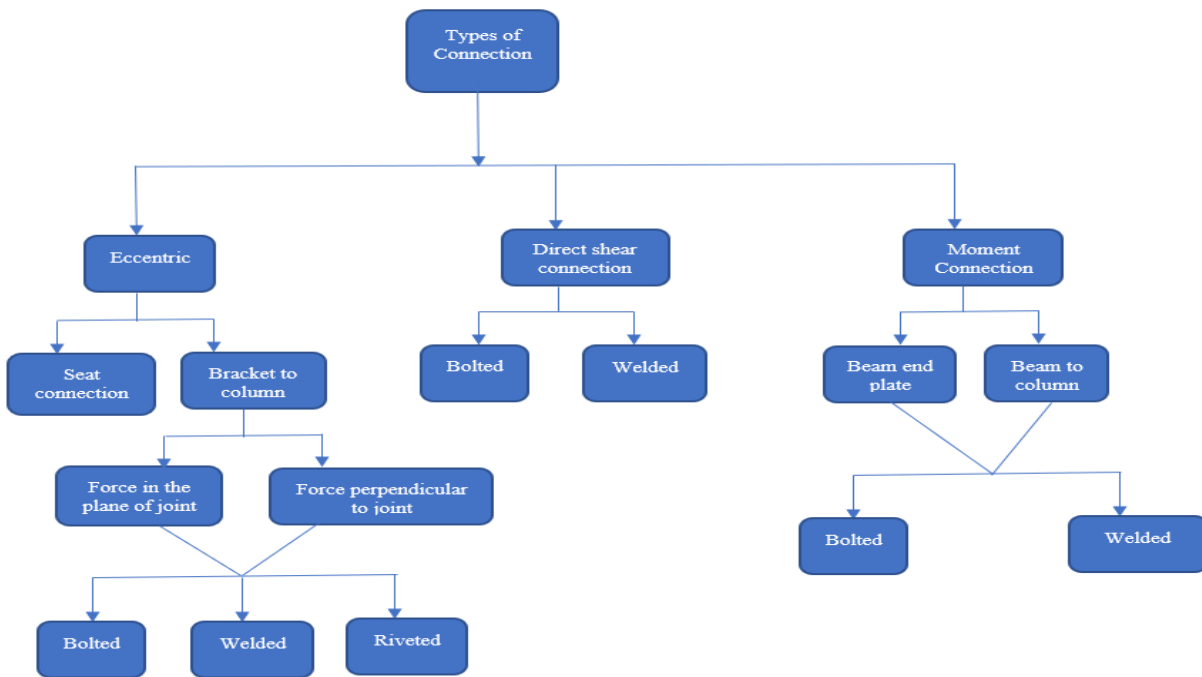 Types of
Connection
Eccentric
Direct shear
connection
Moment
Connection
Seat
connection
Bracket to
column
Bolted
Welded
Beam end
plate
Beam to
column
Force in the
plane of joint
Force perpendicular
to joint
Bolted
Welded
Bolted
Welded
Riveted